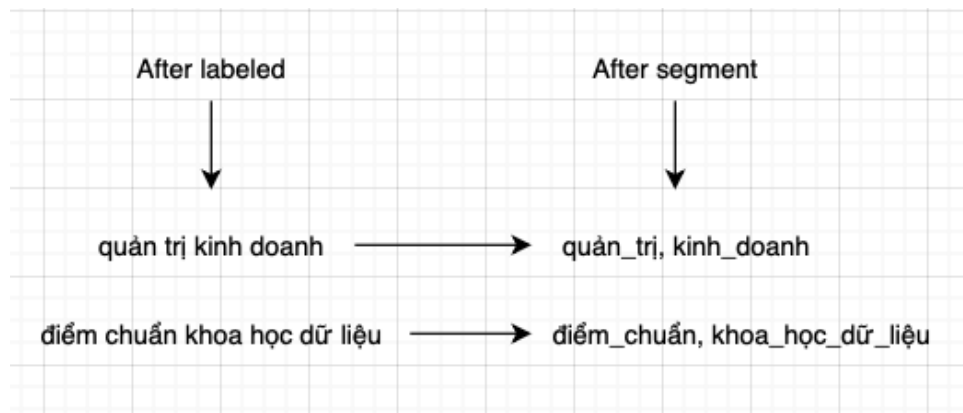 After labeled
After segment
quản trị kinh doanh
quản_trị, kinh_doanh
điểm chuẩn khoa học dữ liệu
điểm_chuẩn, khoa_học_dữ_liệu